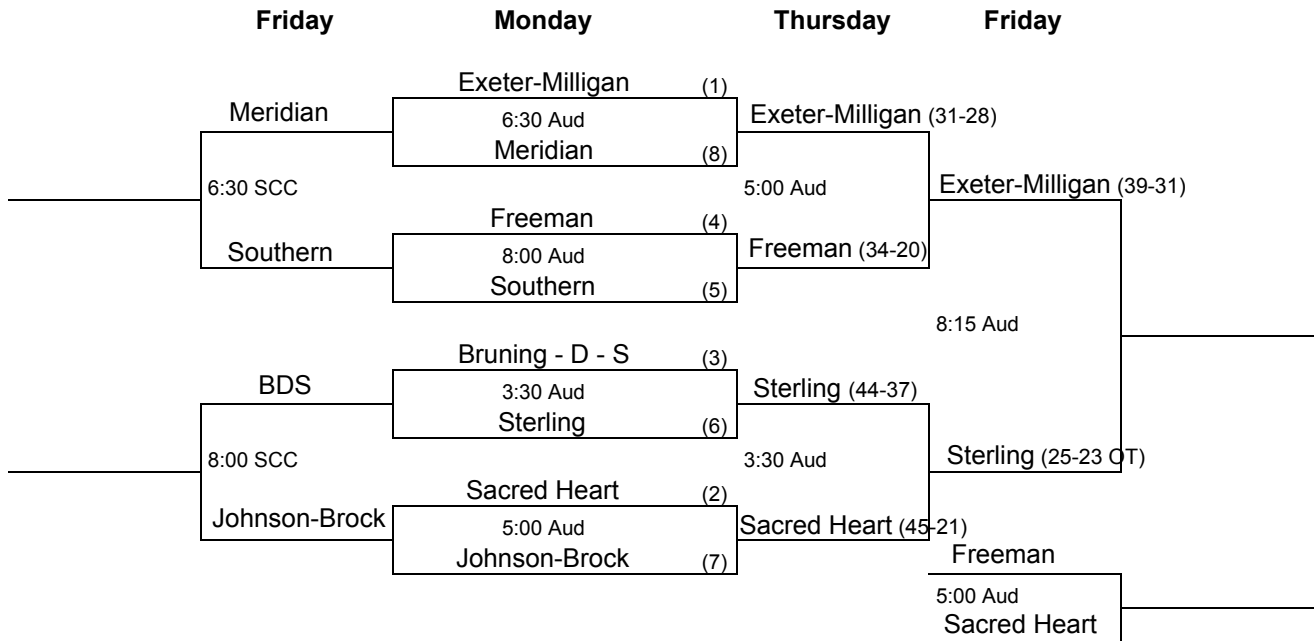 Friday Monday Thursday Friday
Exeter-Milligan (1)
Meridian 6:30 Aud Exeter-Milligan (31-28)
Meridian (8)
6:30 SCC 5:00 Aud Exeter-Milligan (39-31)
Freeman (4)
Southern 8:00 Aud Freeman (34-20)
Southern (5)
8:15 Aud
Bruning - D - S (3)
BDS 3:30 Aud Sterling (44-37)
Sterling (6)
8:00 SCC 3:30 Aud Sterling (25-23 OT)
Sacred Heart (2)
Johnson-Brock 5:00 Aud Sacred Heart (45-21)
Johnson-Brock (7) Freeman
5:00 Aud
Sacred Heart